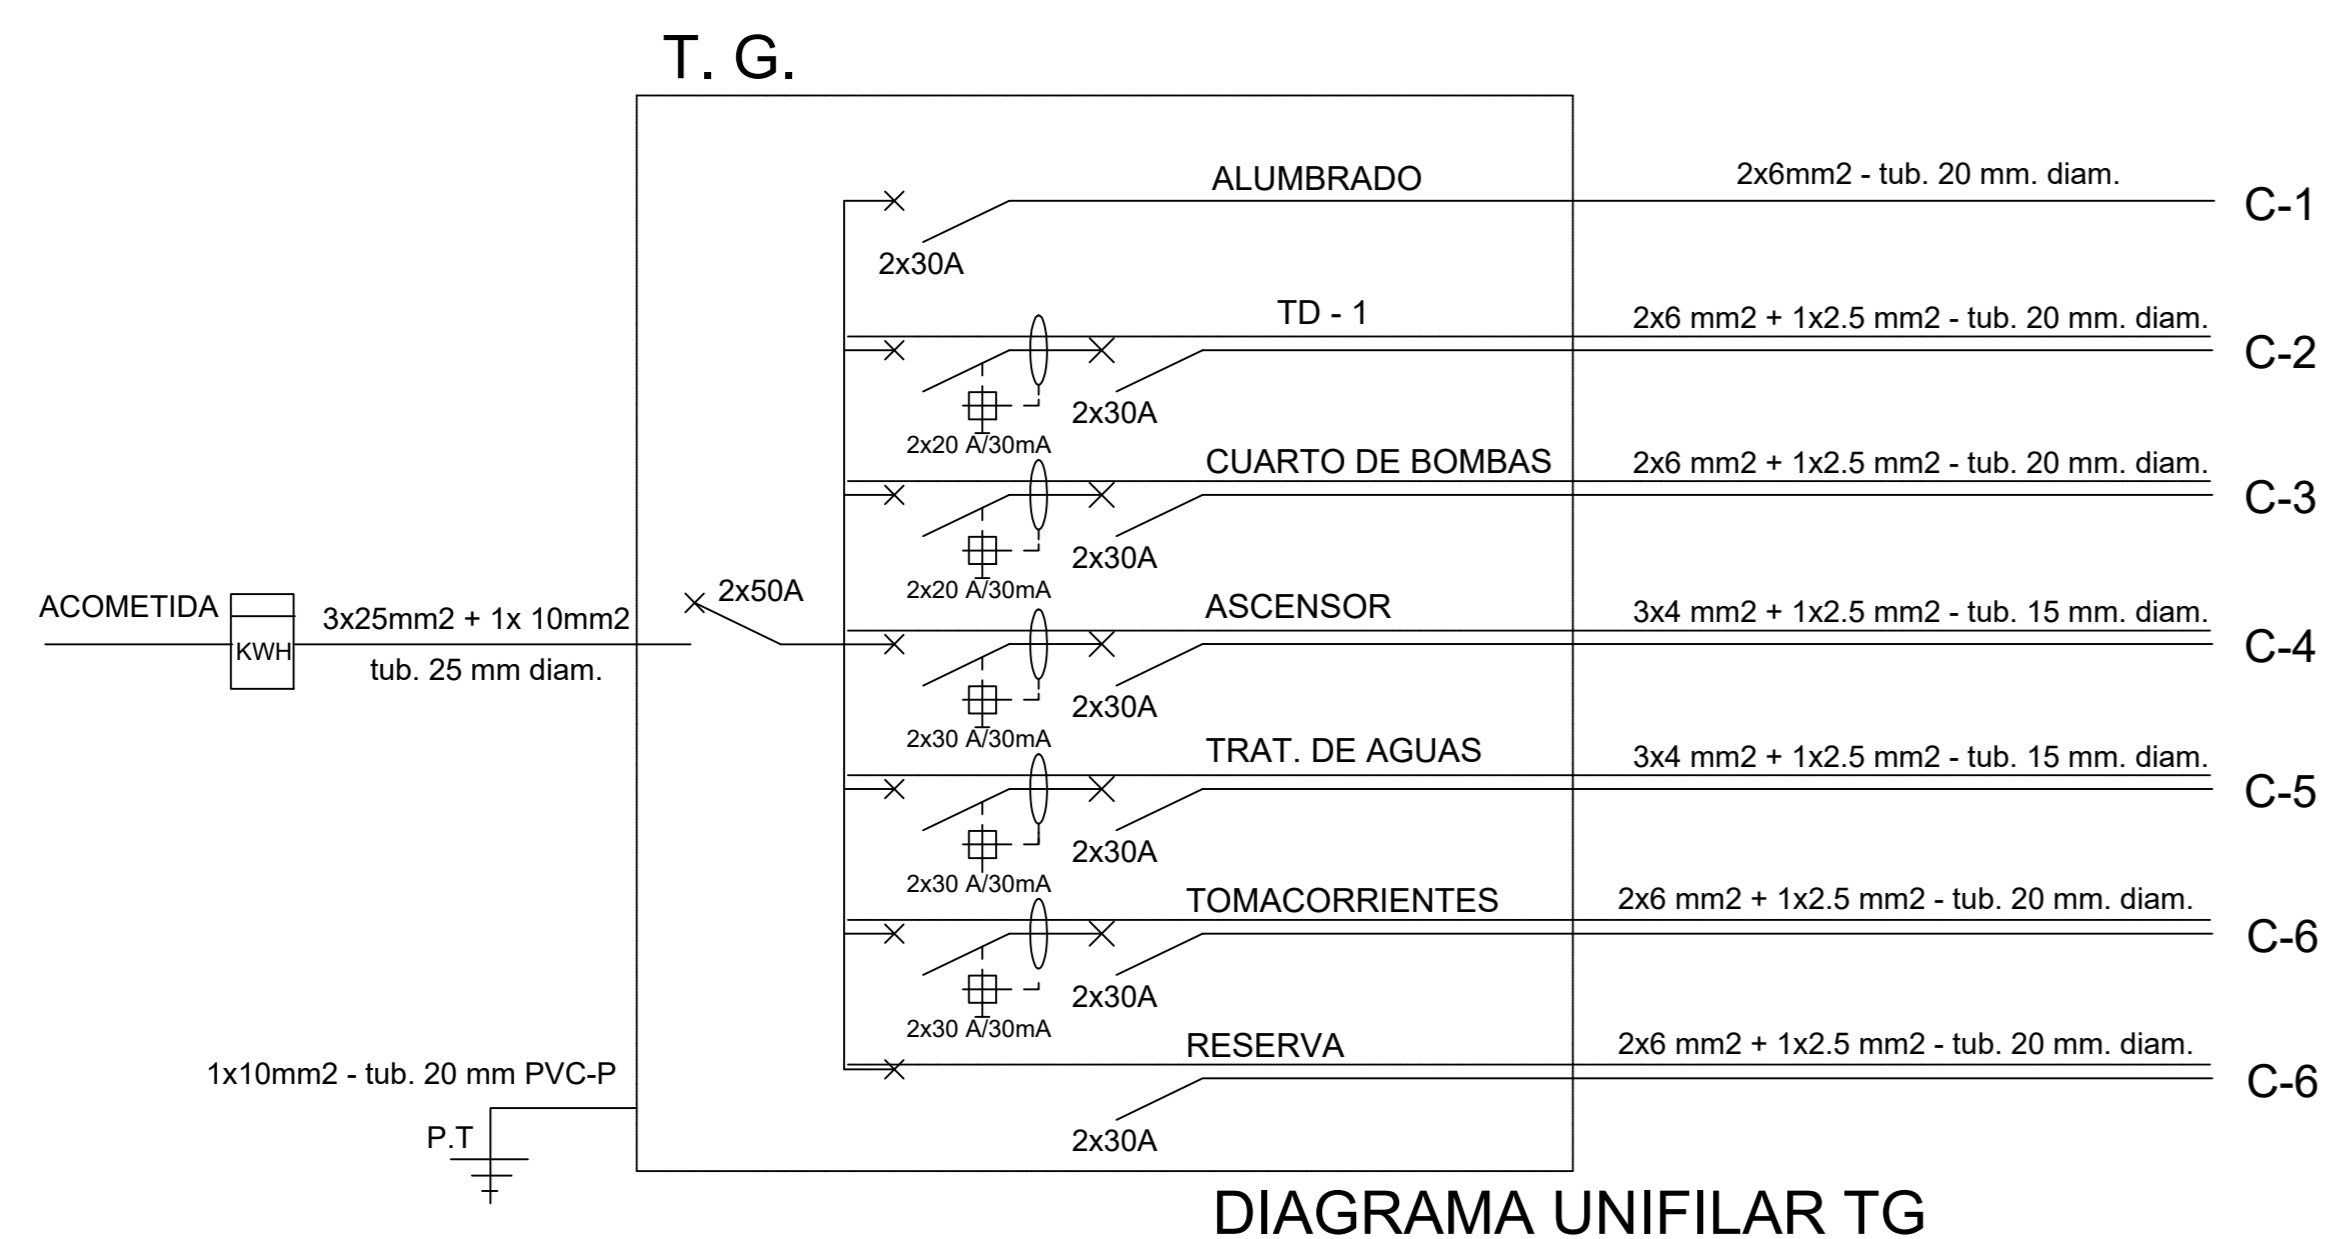 T. G.
ALUMBRADO
2x6mm2 - tub. 20 mm. diam.
C-1
2x30A
TD - 1
2x6 mm2 + 1x2.5 mm2 - tub. 20 mm. diam.
C-2
2x30A
2x20 A/30mA
CUARTO DE BOMBAS
2x6 mm2 + 1x2.5 mm2 - tub. 20 mm. diam.
C-3
2x30A
2x20 A/30mA
ACOMETIDA
KWH
3x25mm2 + 1x 10mm2
tub. 25 mm diam.
2x50A
ASCENSOR
3x4 mm2 + 1x2.5 mm2 - tub. 15 mm. diam.
C-4
2x30A
2x30 A/30mA
TRAT. DE AGUAS
3x4 mm2 + 1x2.5 mm2 - tub. 15 mm. diam.
C-5
2x30A
2x30 A/30mA
TOMACORRIENTES
2x6 mm2 + 1x2.5 mm2 - tub. 20 mm. diam.
C-6
2x30A
2x30 A/30mA
RESERVA
2x6 mm2 + 1x2.5 mm2 - tub. 20 mm. diam.
C-6
2x30A
1x10mm2 - tub. 20 mm PVC-P
P.T
DIAGRAMA UNIFILAR TG